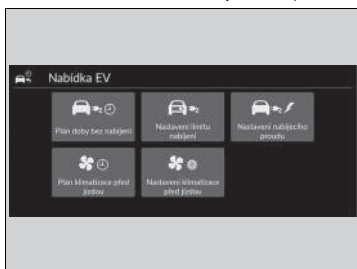 Nabídka EV
Plán doby bez nabíjení
Nastavení limitu
nabíjení
Nastavení nabíjecího
proudu
Plán klimatizace před
jízdou
Nastavení klimatizace
před jízdou